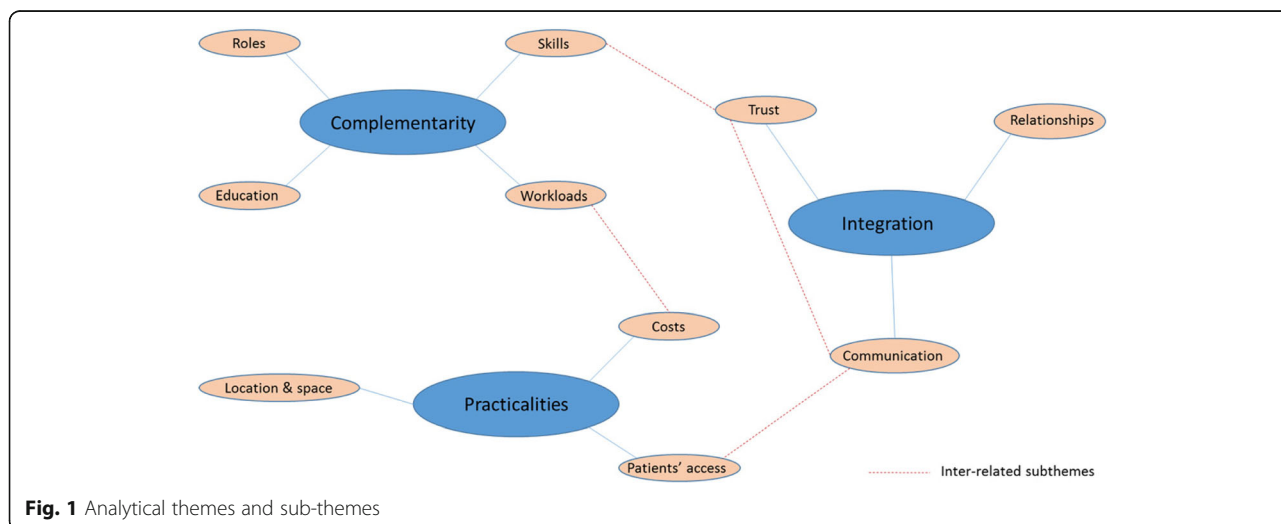 Roles
Skills
Complementarity
Trust
Relationships
Education
Workloads
Integration
Costs
Communication
Location & space
Practicalities
Patients' access
Inter-related subthemes
Fig. 1 Analytical themes and sub-themes